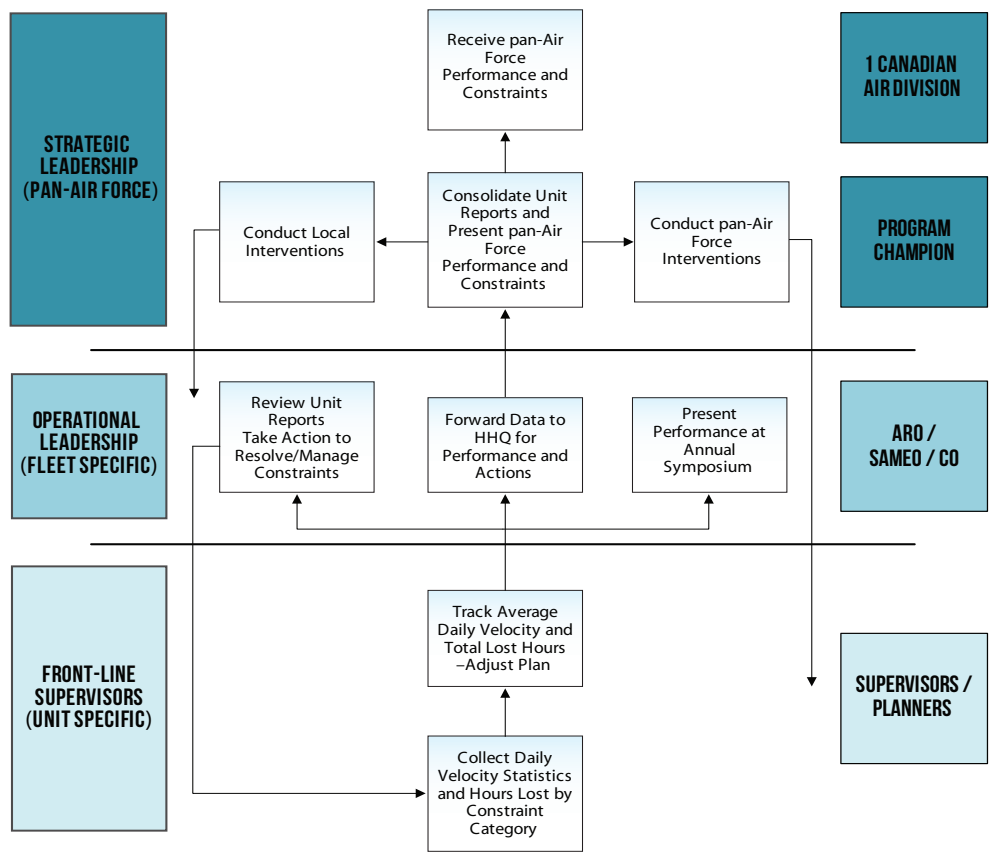 STRATEGIC
LEADERSHIP
(PAN-AIR FORCE)
Receive pan-Air
Force
Performance and
Constraints
1 CANADIAN
AIR DIVISION
Conduct Local
Interventions
Consolidate Unit
Reports and
Present pan-Air
Force
Performance and
Constraints
Conduct pan-Air
Force
Interventions
PROGRAM
CHAMPION
OPERATIONAL
LEADERSHIP
(FLEET SPECIFIC)
Review Unit
Reports
Take Action to
Resolve/Manage
Constraints
Forward Data to
HHQ for
Performance and
Actions
Present
Performance at
Annual
Symposium
ARO /
SAMEO / CO
FRONT-LINE
SUPERVISORS
(UNIT SPECIFIC)
Track Average
Daily Velocity and
Total Lost Hours
–Adjust Plan
SUPERVISORS /
PLANNERS
Collect Daily
Velocity Statistics
and Hours Lost by
Constraint
Category